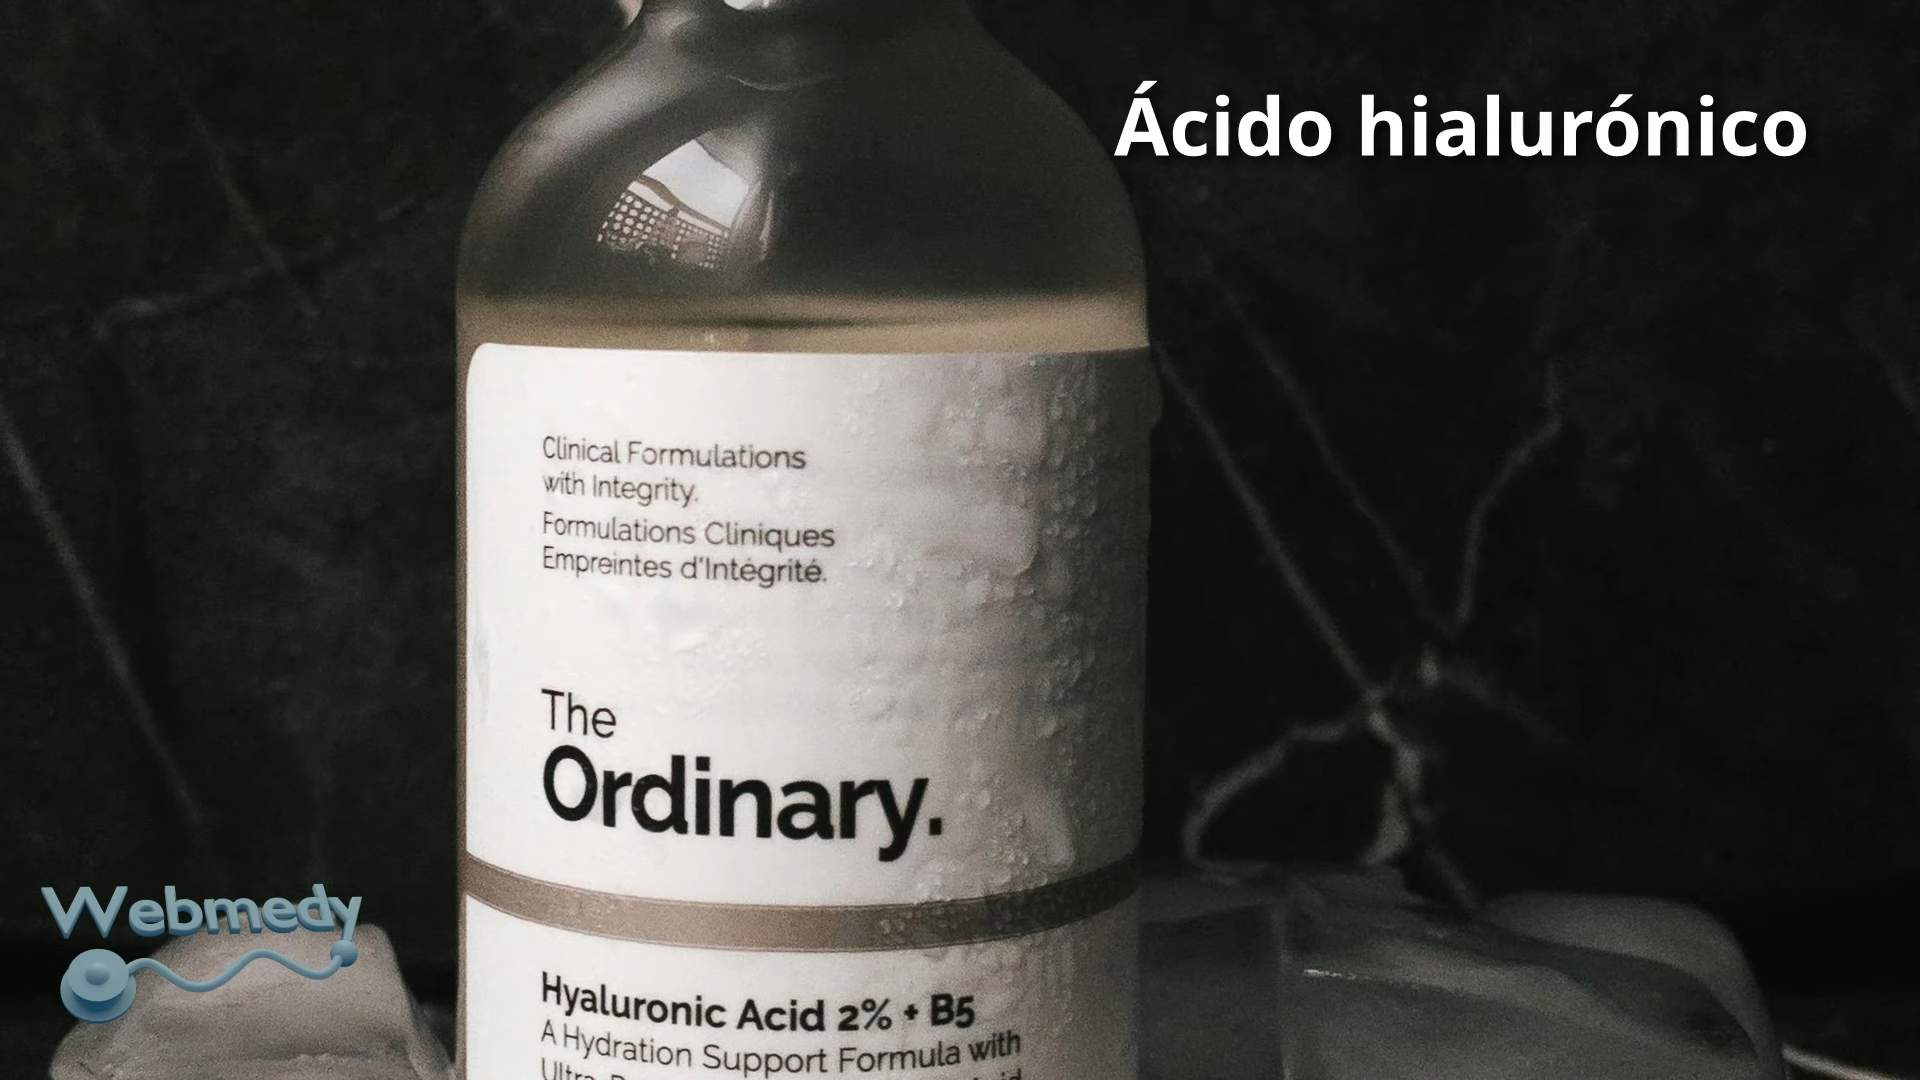 Ácido hialurónico
Clinical Formulations
with Integrity.
Formulations Cliniques
Empreintes d'Intégrité.
The
Ordinary.
Webmedy
Hyaluronic Acid 2% + B5
A Hydration Support Formula with